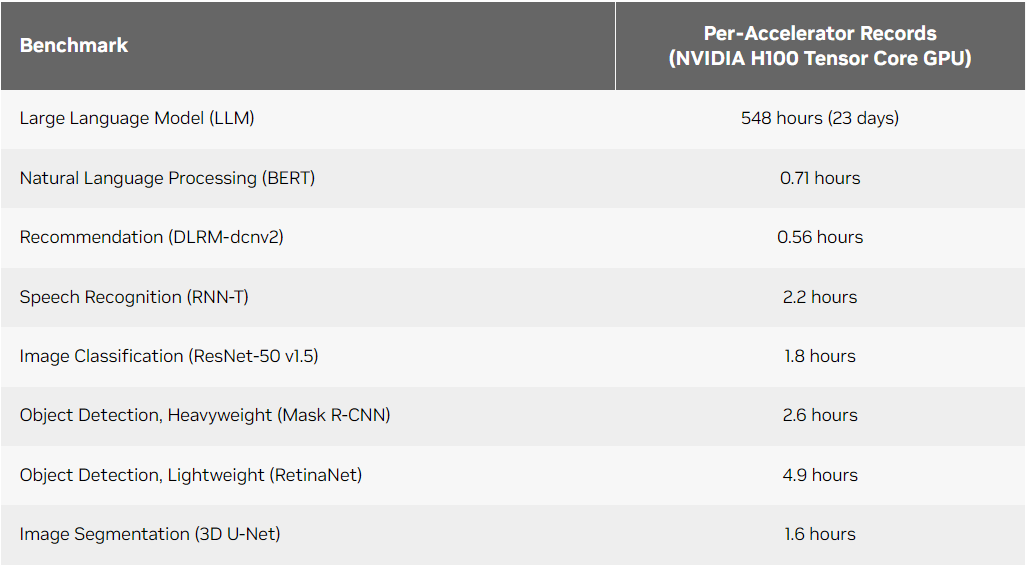 Benchmark
Per-Accelerator Records
(NVIDIA H100 Tensor Core GPU)
Large Language Model (LLM) 548 hours (23 days)
Natural Language Processing (BERT) 0.71 hours
Recommendation (DLRM-dcnv2) 0.56 hours
Speech Recognition (RNN-T) 2.2 hours
Image Classification (ResNet-50 v1.5) 1.8 hours
Object Detection, Heavyweight (Mask R-CNN) 2.6 hours
Object Detection, Lightweight (RetinaNet) 4.9 hours
Image Segmentation (3D U-Net) 1.6 hours